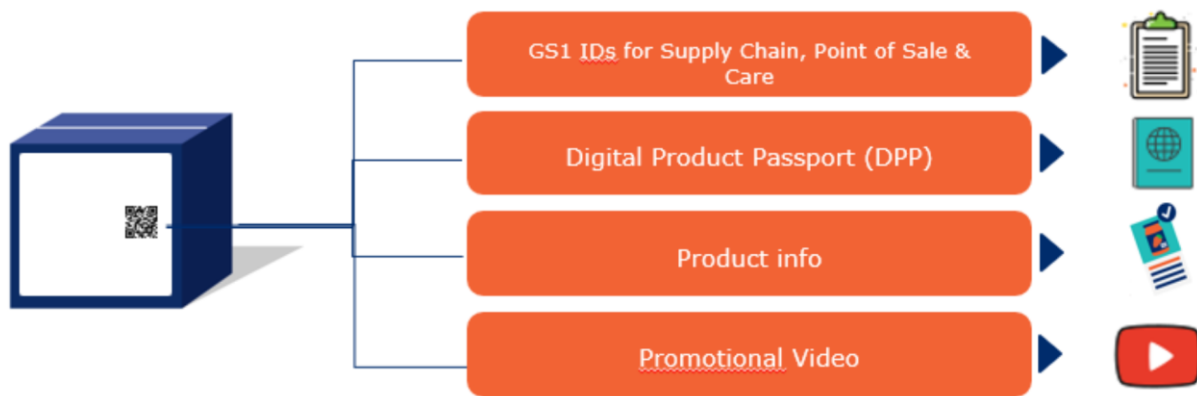 GS1 IDs for Supply Chain, Point of Sale &
Care
Digital Product Passport (DPP)
Product info
Promotional Video